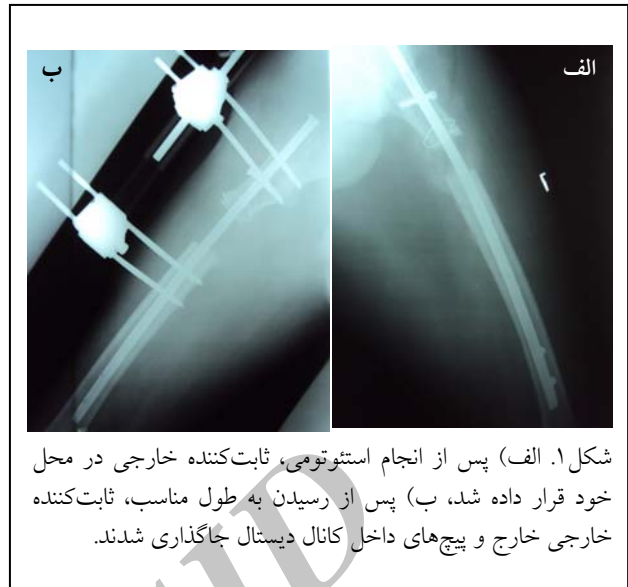 الف
ب
شکل۱. الف) پس از انجام استئوتومی، ثابت‌کننده خارجی در محل
خود قرار داده شد، ب) پس از رسیدن به طول مناسب، ثابت‌کننده
خارجی خارج و پیچ‌های داخل کانال دیستال جاگذاری شدند.